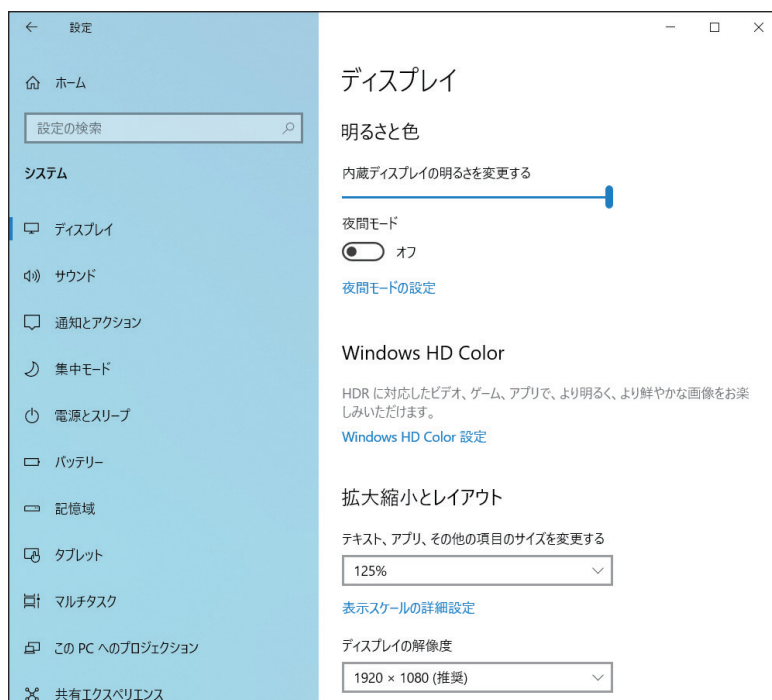 設定
ホーム
設定の検索
システム
ディスプレイ
サウンド
通知とアクション
集中モード
電源とスリープ
バッテリー
記憶域
タブレット
マルチタスク
この PC へのプロジェクション
共有エクスペリエンス
ディスプレイ
明るさと色
内蔵ディスプレイの明るさを変更する
夜間モード
オフ
夜間モードの設定
Windows HD Color
HDR に対応したビデオ、ゲーム、アプリで、より明るく、より鮮やかな画像をお楽
しみいただけます。
Windows HD Color 設定
拡大縮小とレイアウト
テキスト、アプリ、その他の項目のサイズを変更する
125%
表示スケールの詳細設定
ディスプレイの解像度
1920 × 1080 (推奨)